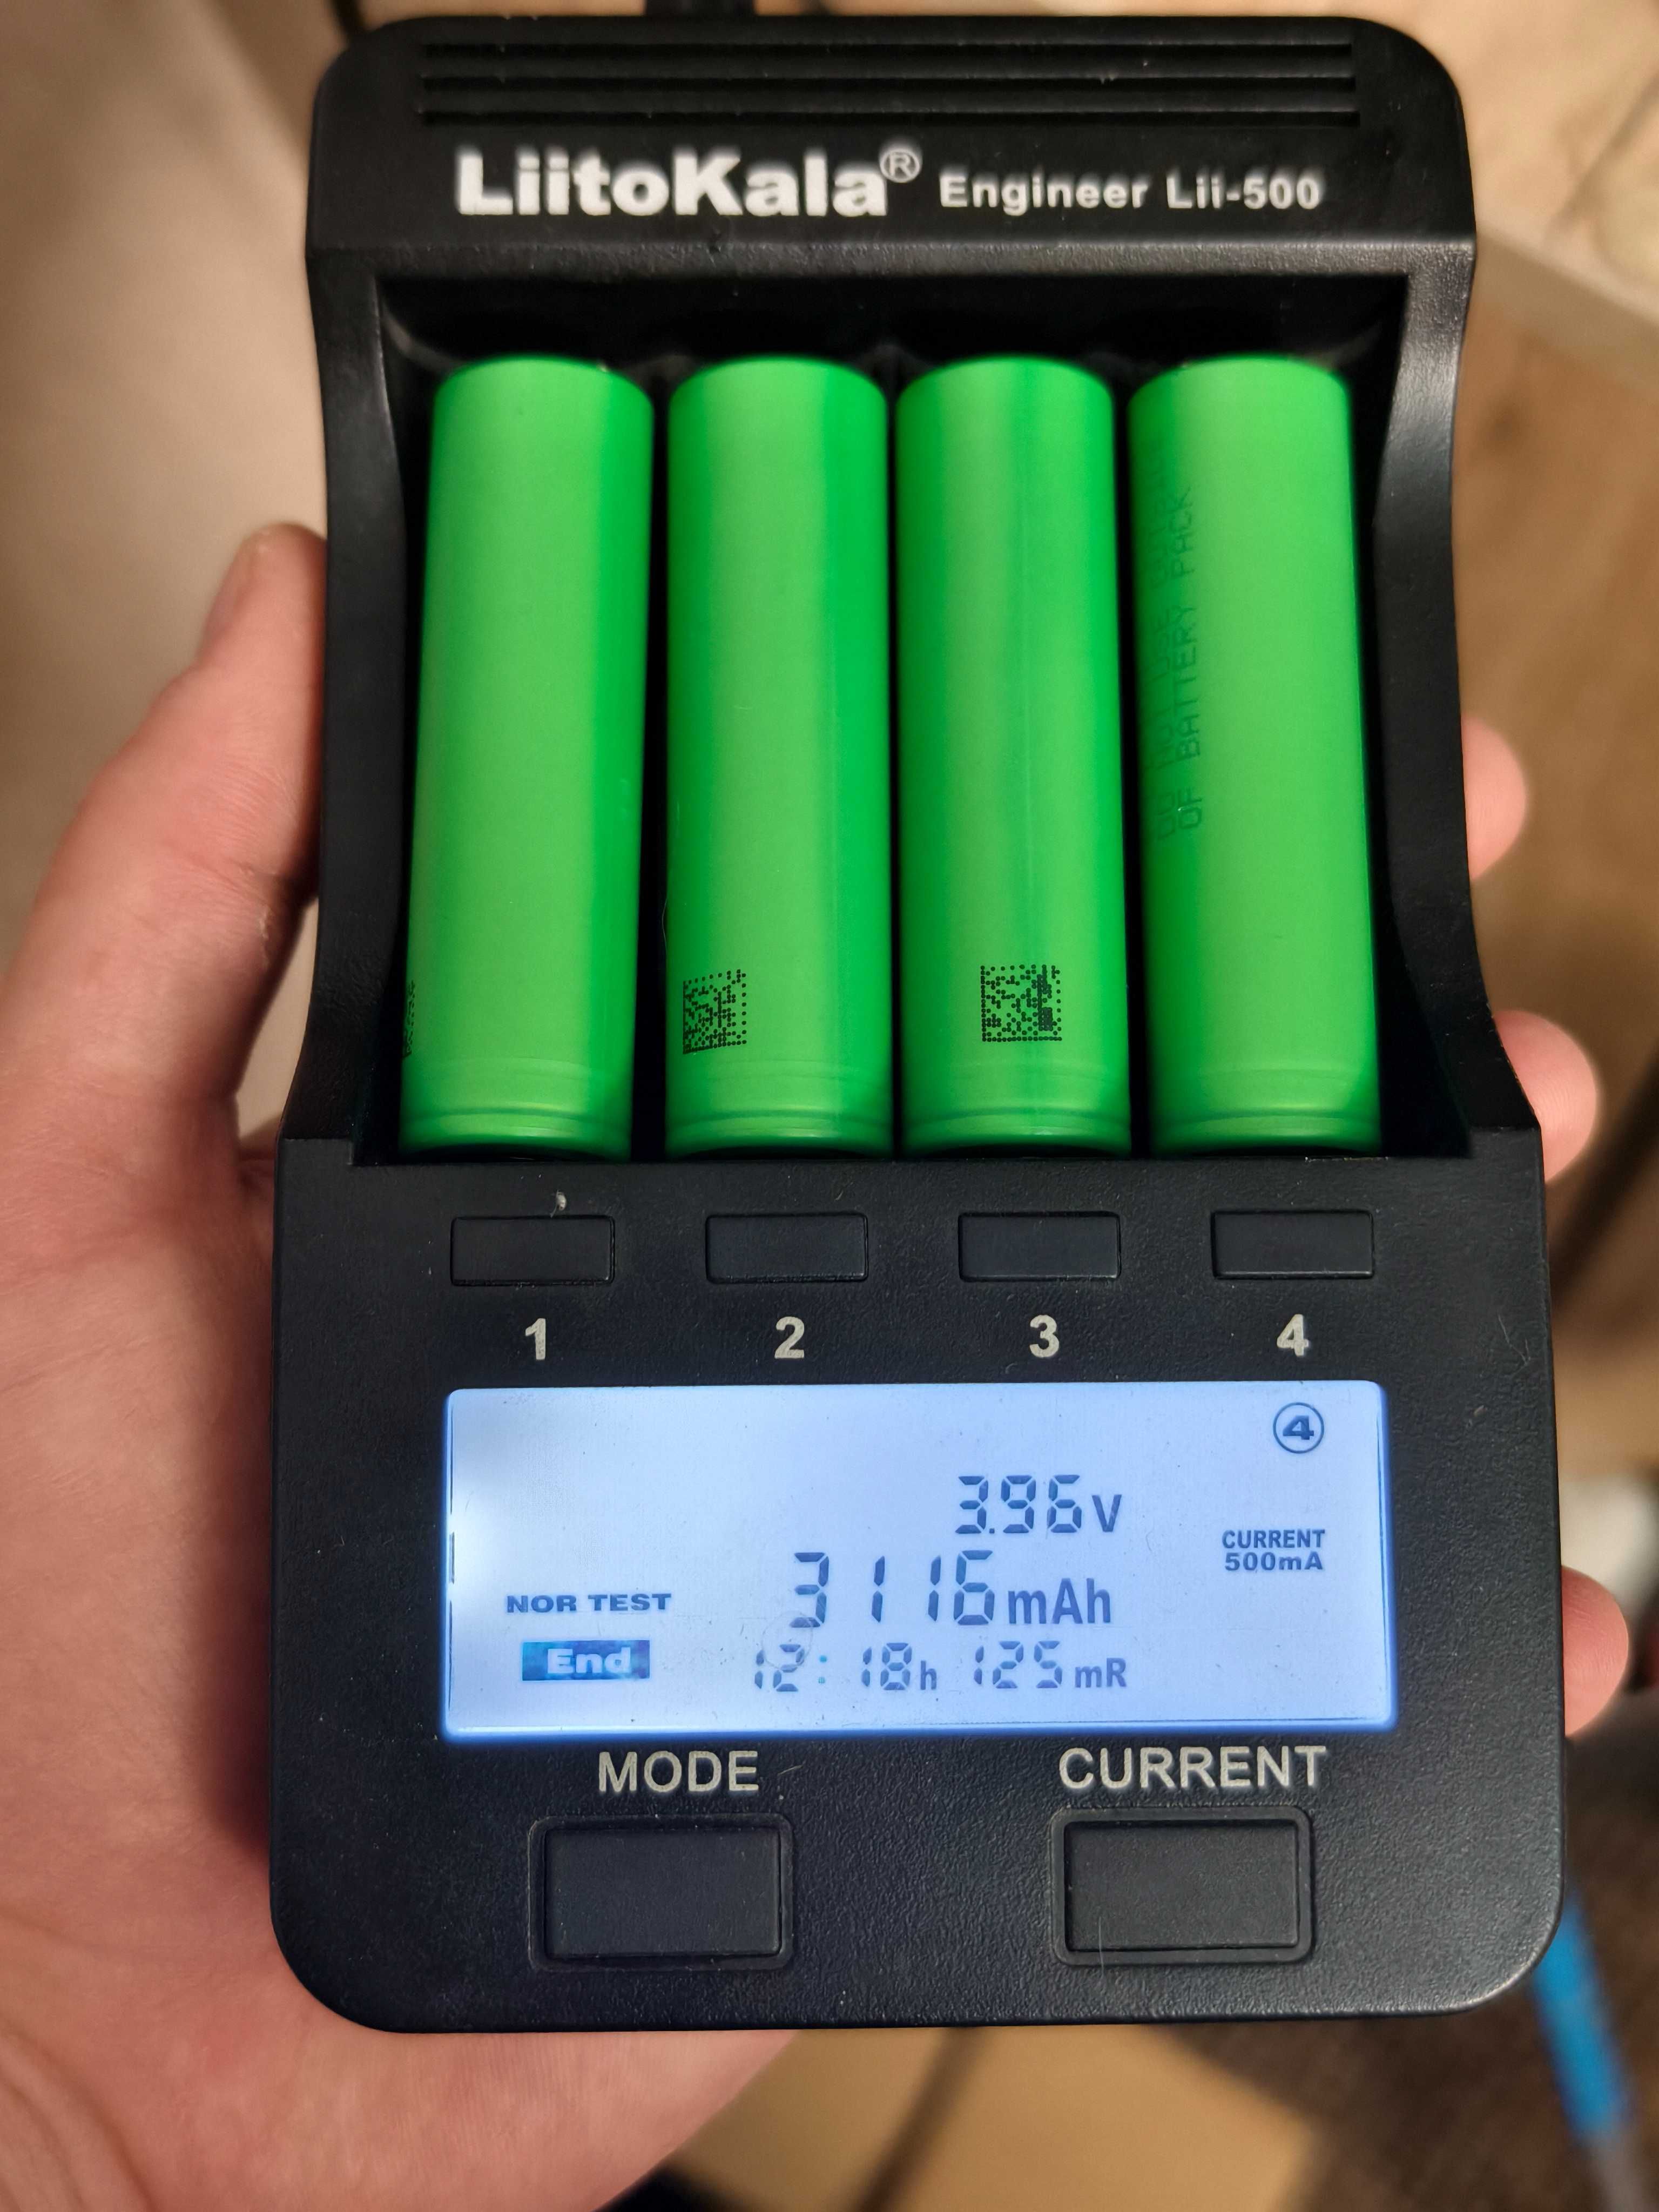 LiitoKala® Engineer Lii-500
OF BATTERY PACK
1 2 3 4
④
3.96V
CURRENT
500mA
3116mAh
NOR TEST
End
12:18h 125mR
MODE CURRENT